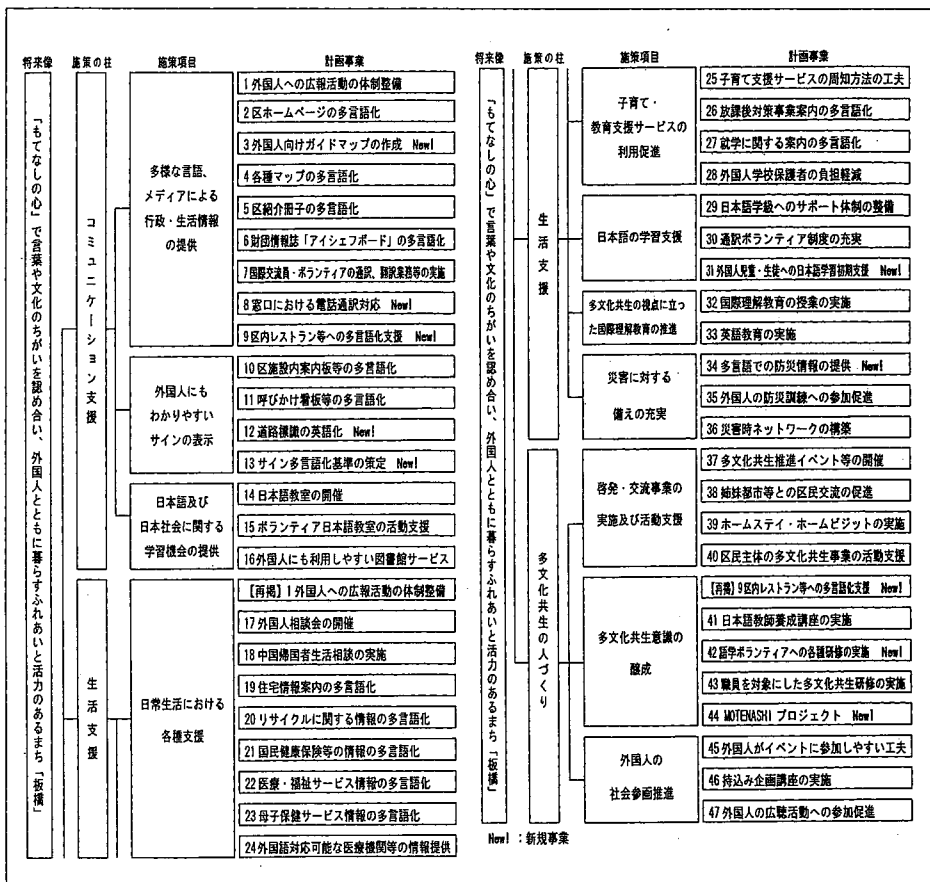 将来像
施策の柱
施策項目
計画事業
「もてなしの心」で言葉や文化のちがいを認め合い、外国人とともに暮らすふれあいと活力のあるまち「板橋」
コミュニケーション支援
多様な言語、
メディアによる
行政・生活情報
の提供
1 外国人への広報活動の体制整備
2 区ホームページの多言語化
3 外国人向けガイドマップの作成 New!
4 各種マップの多言語化
5 区紹介冊子の多言語化
6 財団情報誌「アイシェフボード」の多言語化
7 国際交流員・ボランティアの通訳、翻訳業務等の実施
8 窓口における電話通訳対応 New!
9 区内レストラン等への多言語化支援 New!
外国人にも
わかりやすい
サインの表示
10 区施設内案内板等の多言語化
11 呼びかけ看板等の多言語化
12 道路標識の英語化 New!
13 サイン多言語化基準の策定 New!
日本語及び
日本社会に関する
学習機会の提供
14 日本語教室の開催
15 ボランティア日本語教室の活動支援
16 外国人にも利用しやすい図書館サービス
生活支援
日常生活における
各種支援
【再掲】1 外国人への広報活動の体制整備
17 外国人相談会の開催
18 中国帰国者生活相談の実施
19 住宅情報案内の多言語化
20 リサイクルに関する情報の多言語化
21 国民健康保険等の情報の多言語化
22 医療・福祉サービス情報の多言語化
23 母子保健サービス情報の多言語化
24 外国語対応可能な医療機関等の情報提供
将来像
施策の柱
施策項目
計画事業
「もてなしの心」で言葉や文化のちがいを認め合い、外国人とともに暮らすふれあいと活力のあるまち「板橋」
生活支援
子育て・
教育支援サービスの
利用促進
25 子育て支援サービスの周知方法の工夫
26 放課後対策事業案内の多言語化
27 就学に関する案内の多言語化
28 外国人学校保護者の負担軽減
日本語の学習支援
29 日本語学級へのサポート体制の整備
30 通訳ボランティア制度の充実
31 外国人児童・生徒への日本語学習初期支援 New!
多文化共生の視点に立っ
た国際理解教育の推進
32 国際理解教育の授業の実施
33 英語教育の実施
災害に対する
備えの充実
34 多言語での防災情報の提供 New!
35 外国人の防災訓練への参加促進
36 災害時ネットワークの構築
多文化共生の人づくり
啓発・交流事業の
実施及び活動支援
37 多文化共生推進イベント等の開催
38 姉妹都市等との区民交流の促進
39 ホームステイ・ホームビジットの実施
40 区民主体の多文化共生事業の活動支援
多文化共生意識の
醸成
【再掲】9 区内レストラン等への多言語化支援 New!
41 日本語教師養成講座の実施
42 語学ボランティアへの各種研修の実施 New!
43 職員を対象にした多文化共生研修の実施
44 MOTENASHI プロジェクト New!
外国人の
社会参画推進
45 外国人がイベントに参加しやすい工夫
46 持込み企画講座の実施
47 外国人の広聴活動への参加促進
New! ：新規事業